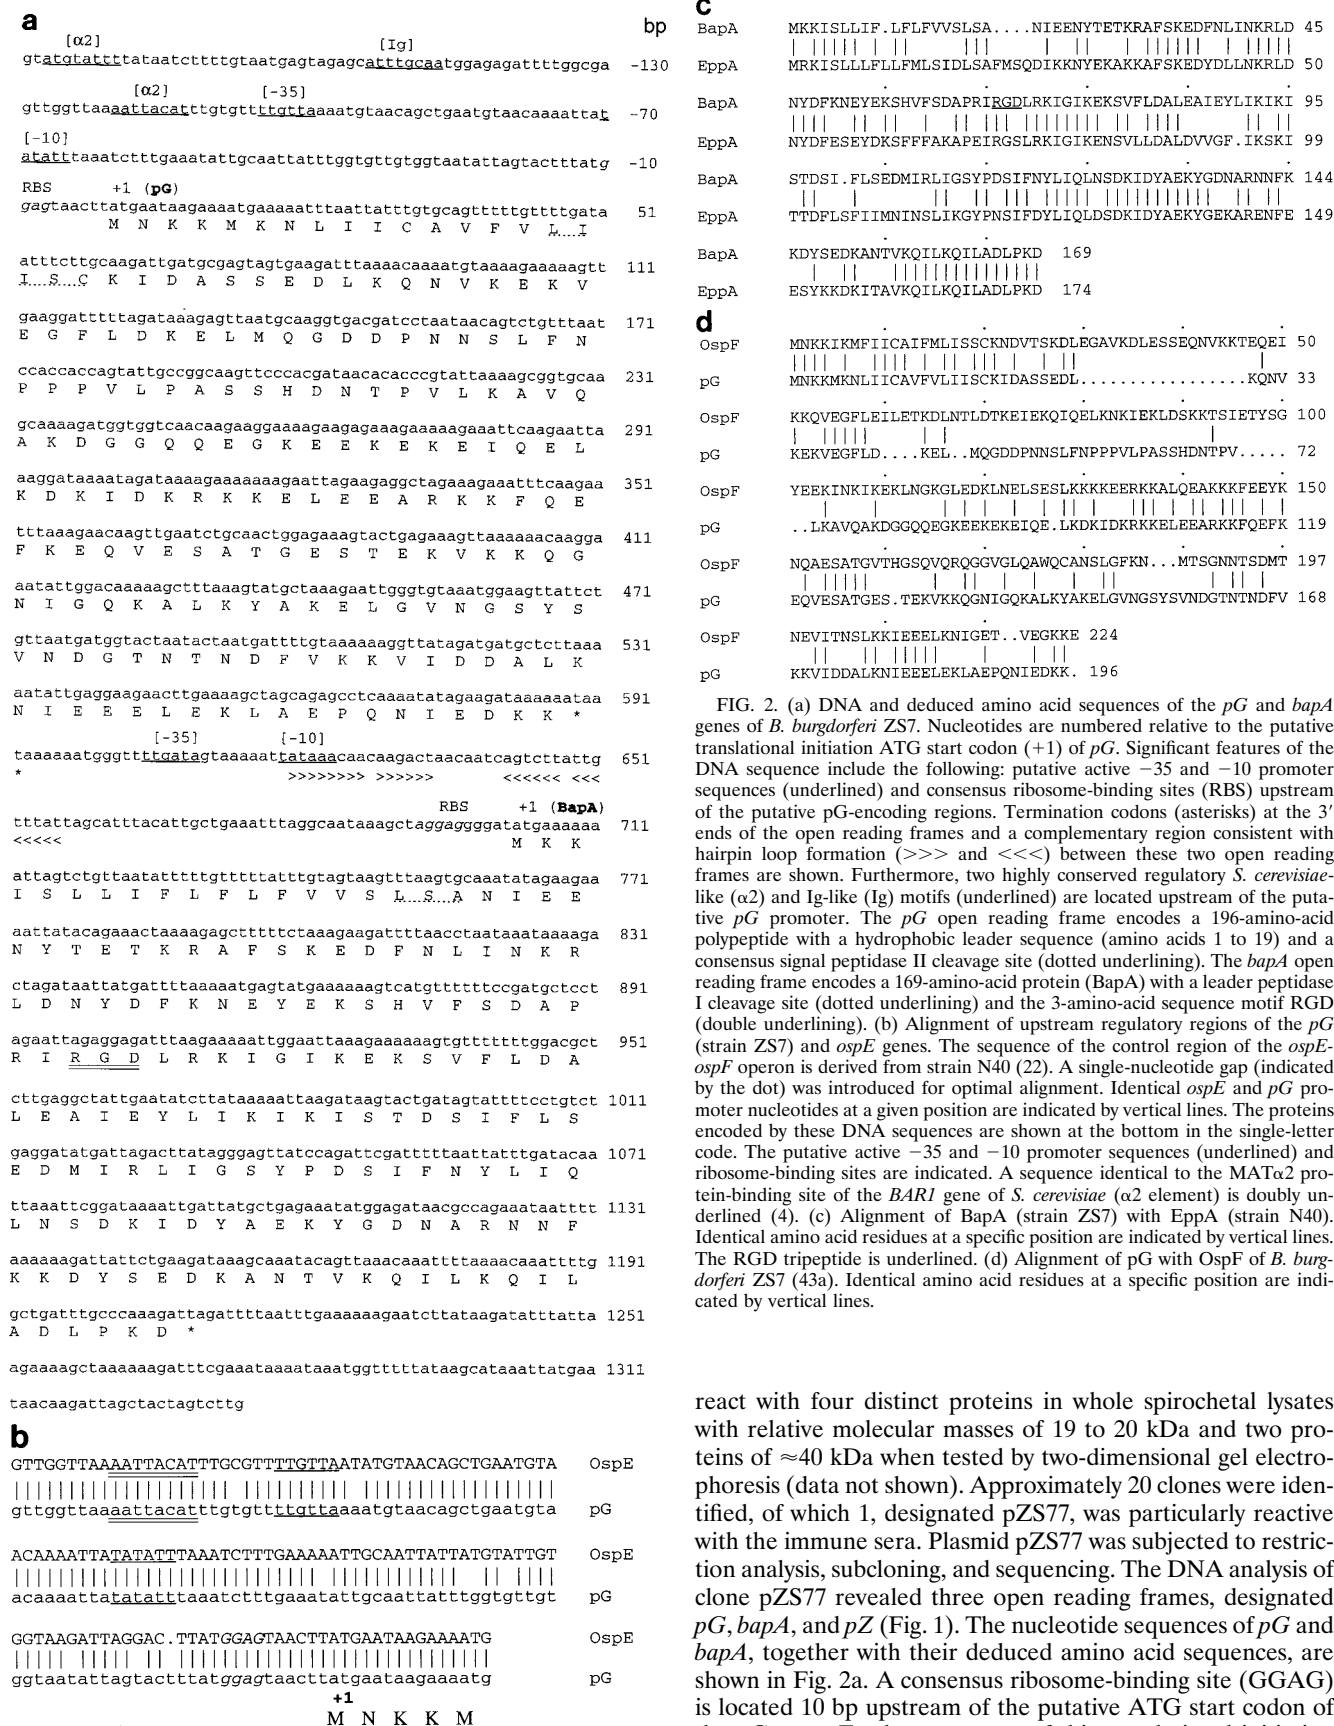 a
bp
[α2] [Ig]
gtatgtatttttataatcttttgtaatgagtagagcatttgcaatggagagattttggcga -130
[α2] [-35]
gttggttaaaattacatttgtgttttgttaaaatgtaacagctgaatgtaacaaaattat -70
[-10]
atatttaaatctttgaaatattgcaattatttggtgttgtggtaatattagtactttatg -10
RBS +1 (pG)
gagtaacttatgaataagaaaatgaaaaatttaattatttgtgcagtttttgttttgata 51
M N K K M K N L I I C A V F V L I
atttcttgcaagattgatgcgagtagtgaagatttaaaacaaaatgtaaaagaaaaagtt 111
I S C K I D A S S E D L K Q N V K E K V
gaaggatttttagataaagagttaatgcaaggtgacgatcctaataacagtctgtttaat 171
E G F L D K E L M Q G D D P N N S L F N
ccaccaccagtattgccggcaagttcccacgataacacacccgtattaaaagcggtgcaa 231
P P P V L P A S S H D N T P V L K A V Q
gcaaaagatggtggtcaacaagaaggaaaagaagagaaagaaaaagaaattcaagaatta 291
A K D G G Q Q E G K E E K E K E I Q E L
aaggataaaatagataaaagaaaaaaagaattagaagaggctagaaagaaatttcaagaa 351
K D K I D K R K K E L E E A R K K F Q E
tttaaagaacaagttgaatctgcaactggagaaagtactgagaaagttaaaaaacaagga 411
F K E Q V E S A T G E S T E K V K K Q G
aatattggacaaaaagctttaaagtatgctaaagaattgggtgtaaatggaagttattct 471
N I G Q K A L K Y A K E L G V N G S Y S
gttaatgatggtactaatactaatgattttgtaaaaaaggttatagatgatgctcttaaa 531
V N D G T N T N D F V K K V I D D A L K
aatattgaggaagaacttgaaaagctagcagagcctcaaaatatagaagataaaaaataa 591
N I E E E L E K L A E P Q N I E D K K *
[-35] [-10]
taaaaaatgggttttgatagtaaaaattataaacaacaagactaacaatcagtcttattg 651
* >>>>>>>>> >>>>>> <<<<<< <<<
RBS +1 (BapA)
tttattagcatttacattgctgaaatttaggcaataaagctaggaggggatatgaaaaaa 711
<<<<< M K K
attagtctgttaatatttttgtttttatttgtagtaagtttaagtgcaaatatagaagaa 771
I S L L I F L F L F V V S L S A N I E E
aattatacagaaactaaaagagctttttctaaagaagattttaacctaataaataaaaga 831
N Y T E T K R A F S K E D F N L I N K R
ctagataattatgattttaaaaatgagtatgaaaaaagtcatgttttttccgatgctcct 891
L D N Y D F K N E Y E K S H V F S D A P
agaattagaggagatttaagaaaaattggaattaaagaaaaaagtgtttttttggacgct 951
R I R G D L R K I G I K E K S V F L D A
cttgaggctattgaatatcttataaaaattaagataagtactgatagtattttcctgtct 1011
L E A I E Y L I K I K I S T D S I F L S
gaggatatgattagacttatagggagttatccagattcgatttttaattatttgatacaa 1071
E D M I R L I G S Y P D S I F N Y L I Q
ttaaattcggataaaattgattatgctgagaaatatggagataacgccagaaataatttt 1131
L N S D K I D Y A E K Y G D N A R N N F
aaaaaagattattctgaagataaagcaaatacagttaaacaaattttaaaacaaattttg 1191
K K D Y S E D K A N T V K Q I L K Q I L
gctgatttgcccaaagattagattttaatttgaaaaaagaatcttataagatatttatta 1251
A D L P K D *
agaaaagctaaaaaagatttcgaaataaaataaatggtttttataagcataaattatgaa 1311
taacaagattagctactagtcttg
b
GTTGGTTAAAATTACATTTGCGTTTTGTTAATATGTAACAGCTGAATGTA OspE
gttggttaaaattacatttgtgttttgttaaaatgtaacagctgaatgta pG
ACAAAATTATATATTTAAATCTTTGAAAAATTGCAATTATTATGTATTGT OspE
acaaaattatatatttaaatctttgaaatattgcaattatttggtgttgt pG
GGTAAGATTAGGAC.TTATGGGAGTAACTTATGAATAAGAAAATG OspE
ggtaatattagtactttatgggagtaacttatgaataagaaaatg pG
+1
M N K K M
c
BapA MKKISLLIF.LFLFVVSLSA....NIEENYTETKRAFSKEDFNLINKRLD 45
EppA MRKISLLLFLLFMLSIDLSAFMSQDIKKNYEKAKKAFSKEDYDLLNKRLD 50
BapA NYDFKNEYEKSHVFSDAPRIRGDLRKIGIKEKSVFLDALEAIEYLIKIKI 95
EppA NYDFESEYDKSFFFAKAPEIRGSLRKIGIKENSVLLDALDVVGF.IKSKI 99
BapA STDSI.FLSEDMIRLIGSYPDSIFNYLIQLNSDKIDYAEKYGDNARNNFK 144
EppA TTDFLSFIIMNINSLIKGYPNSIFDYLIQLDSDKIDYAEKYGEKARENFE 149
BapA KDYSEDKANTVKQILKQILADLPKD 169
EppA ESYKKDKITAVKQILKQILADLPKD 174
d
OspF MNKKIKMFIICAIFMLISSCKNDVTSKDLEGAVKDLESSEQNVKKTEQEI 50
pG MNKKMKNLIICAVFVLIISCKIDASSEDL.................KQNV 33
OspF KKQVEGFLEILETKDLNTLDTKEIEKQIQELKNKIEKLDSKKTSIETYSG 100
pG KEKVEGFLD....KEL..MQGDDPNNSLFNPPPVLPASSHDNTPV..... 72
OspF YEEKINKIKEKLNGKGLEDKLNELSESLKKKKEERKKALQEAKKKFEEYK 150
pG ..LKAVQAKDGGQQEGKEEKEKEIQE.LKDKIDKRKKELEEARKKFQEFK 119
OspF NQAESATGVTHGSQVQRQGGVGLQAWQCANSLGFKN...MTSGNNTSDMT 197
pG EQVESATGES.TEKVKKQGNIGQKALKYAKELGVNGSYSVNDGTNTNDFV 168
OspF NEVITNSLKKIEEELKNIGET..VEGKKE 224
pG KKVIDDALKNIEEELEKLAEPQNIEDKK. 196
FIG. 2. (a) DNA and deduced amino acid sequences of the pG and bapA
genes of B. burgdorferi ZS7. Nucleotides are numbered relative to the putative
translational initiation ATG start codon (+1) of pG. Significant features of the
DNA sequence include the following: putative active −35 and −10 promoter
sequences (underlined) and consensus ribosome-binding sites (RBS) upstream
of the putative pG-encoding regions. Termination codons (asterisks) at the 3′
ends of the open reading frames and a complementary region consistent with
hairpin loop formation (>>> and <<<) between these two open reading
frames are shown. Furthermore, two highly conserved regulatory S. cerevisiae-
like (α2) and Ig-like (Ig) motifs (underlined) are located upstream of the puta-
tive pG promoter. The pG open reading frame encodes a 196-amino-acid
polypeptide with a hydrophobic leader sequence (amino acids 1 to 19) and a
consensus signal peptidase II cleavage site (dotted underlining). The bapA open
reading frame encodes a 169-amino-acid protein (BapA) with a leader peptidase
I cleavage site (dotted underlining) and the 3-amino-acid sequence motif RGD
(double underlining). (b) Alignment of upstream regulatory regions of the pG
(strain ZS7) and ospE genes. The sequence of the control region of the ospE-
ospF operon is derived from strain N40 (22). A single-nucleotide gap (indicated
by the dot) was introduced for optimal alignment. Identical ospE and pG pro-
moter nucleotides at a given position are indicated by vertical lines. The proteins
encoded by these DNA sequences are shown at the bottom in the single-letter
code. The putative active −35 and −10 promoter sequences (underlined) and
ribosome-binding sites are indicated. A sequence identical to the MATα2 pro-
tein-binding site of the BAR1 gene of S. cerevisiae (α2 element) is doubly un-
derlined (4). (c) Alignment of BapA (strain ZS7) with EppA (strain N40).
Identical amino acid residues at a specific position are indicated by vertical lines.
The RGD tripeptide is underlined. (d) Alignment of pG with OspF of B. burg-
dorferi ZS7 (43a). Identical amino acid residues at a specific position are indi-
cated by vertical lines.
react with four distinct proteins in whole spirochetal lysates
with relative molecular masses of 19 to 20 kDa and two pro-
teins of ≈40 kDa when tested by two-dimensional gel electro-
phoresis (data not shown). Approximately 20 clones were iden-
tified, of which 1, designated pZS77, was particularly reactive
with the immune sera. Plasmid pZS77 was subjected to restric-
tion analysis, subcloning, and sequencing. The DNA analysis of
clone pZS77 revealed three open reading frames, designated
pG, bapA, and pZ (Fig. 1). The nucleotide sequences of pG and
bapA, together with their deduced amino acid sequences, are
shown in Fig. 2a. A consensus ribosome-binding site (GGAG)
is located 10 bp upstream of the putative ATG start codon of